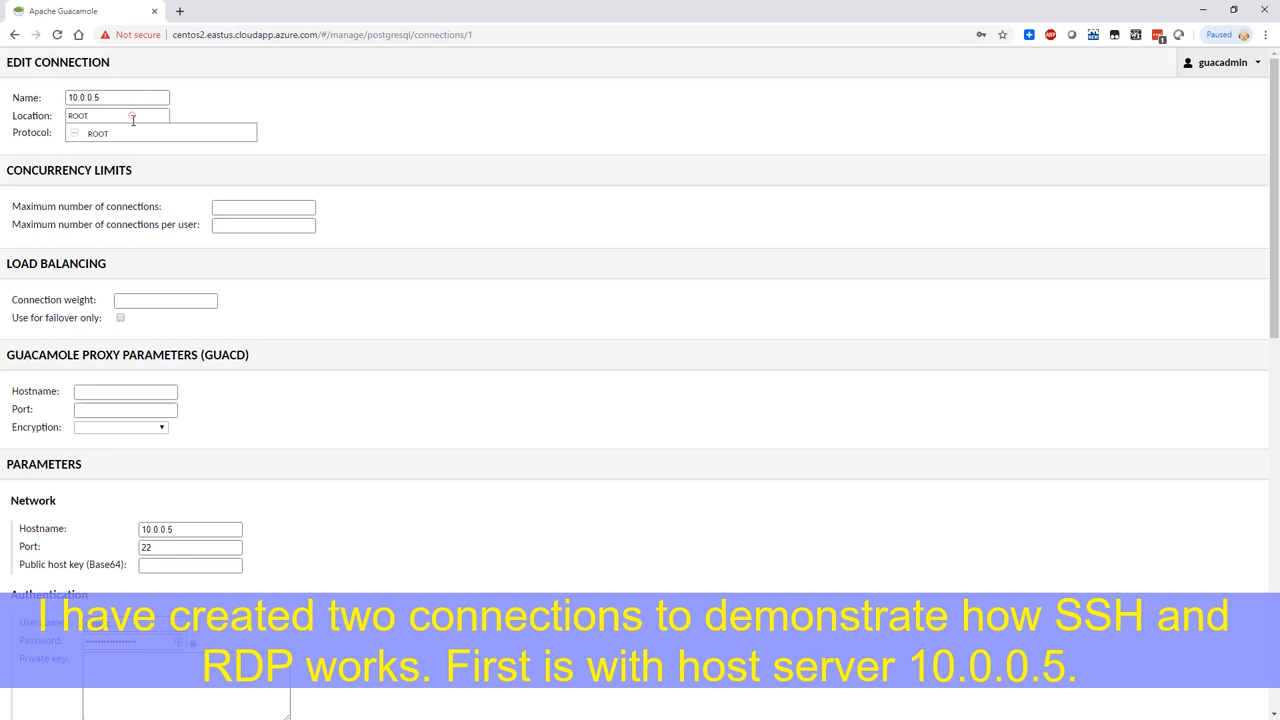 Apache Guacamole
Not secure
centos2.eastus.cloudapp.azure.com/#/manage/postgresql/connections/1
Paused
EDIT CONNECTION
guacadmin
Name: 10.0.0.5
Location: ROOT
Protocol: ROOT
CONCURRENCY LIMITS
Maximum number of connections:
Maximum number of connections per user:
LOAD BALANCING
Connection weight:
Use for failover only:
GUACAMOLE PROXY PARAMETERS (GUACD)
Hostname:
Port:
Encryption:
PARAMETERS
Network
Hostname: 10.0.0.5
Port: 22
Public host key (Base64):
Authentication
Password:
Private key:
I have created two connections to demonstrate how SSH and
RDP works. First is with host server 10.0.0.5.